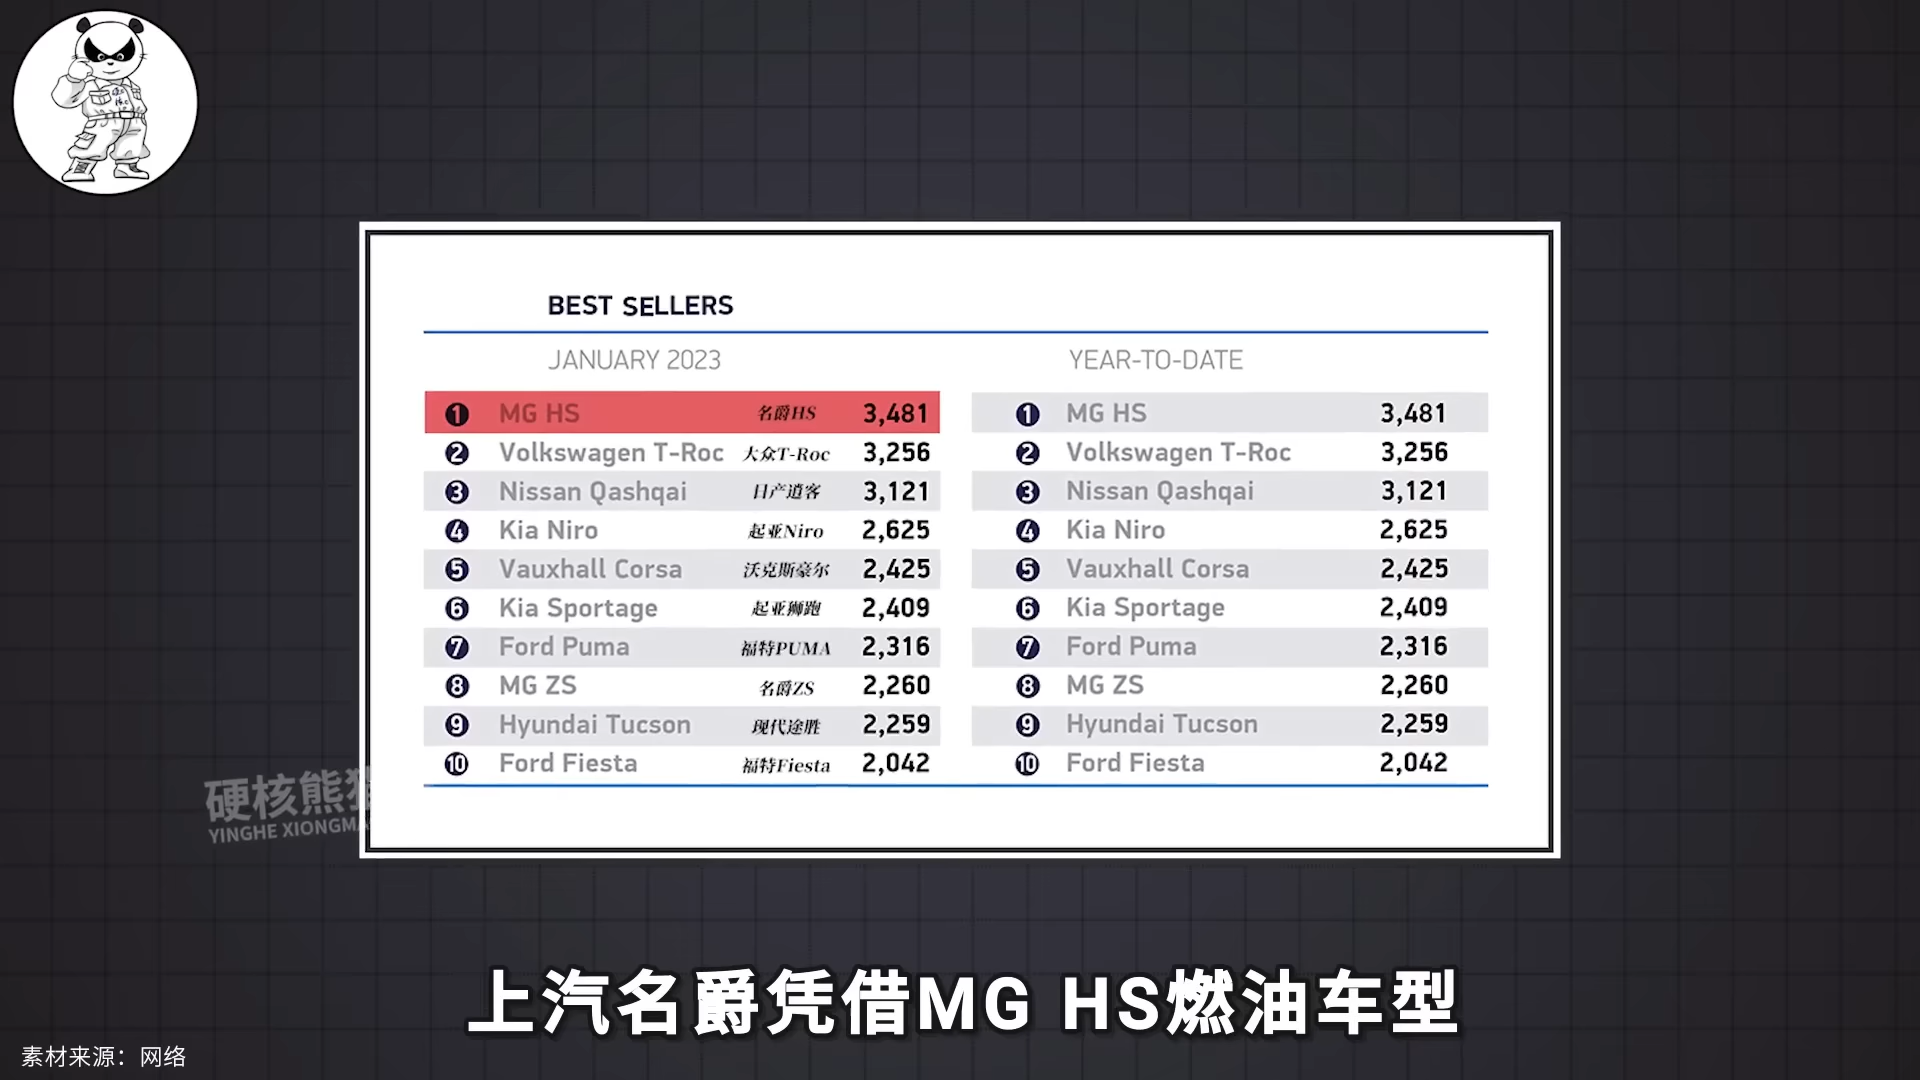 BEST SELLERS
JANUARY 2023
YEAR-TO-DATE
1 MG HS 名爵HS 3,481
2 Volkswagen T-Roc 大众T-Roc 3,256
3 Nissan Qashqai 日产逍客 3,121
4 Kia Niro 起亚Niro 2,625
5 Vauxhall Corsa 沃克斯豪尔 2,425
6 Kia Sportage 起亚狮跑 2,409
7 Ford Puma 福特PUMA 2,316
8 MG ZS 名爵ZS 2,260
9 Hyundai Tucson 现代途胜 2,259
10 Ford Fiesta 福特Fiesta 2,042
1 MG HS 3,481
2 Volkswagen T-Roc 3,256
3 Nissan Qashqai 3,121
4 Kia Niro 2,625
5 Vauxhall Corsa 2,425
6 Kia Sportage 2,409
7 Ford Puma 2,316
8 MG ZS 2,260
9 Hyundai Tucson 2,259
10 Ford Fiesta 2,042
硬核熊猫
YINGHE XIONGMA
上汽名爵凭借MG HS燃油车型
素材来源：网络